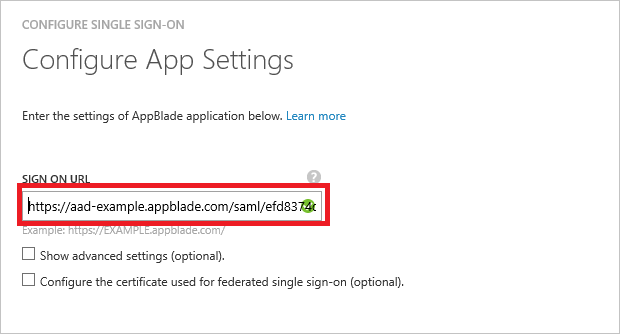 CONFIGURE SINGLE SIGN-ON
Configure App Settings
Enter the settings of AppBlade application below. Learn more
SIGN ON URL ?
https://aad-example.appblade.com/saml/efd8374
Example: https://EXAMPLE.appblade.com/
Show advanced settings (optional).
Configure the certificate used for federated single sign-on (optional).